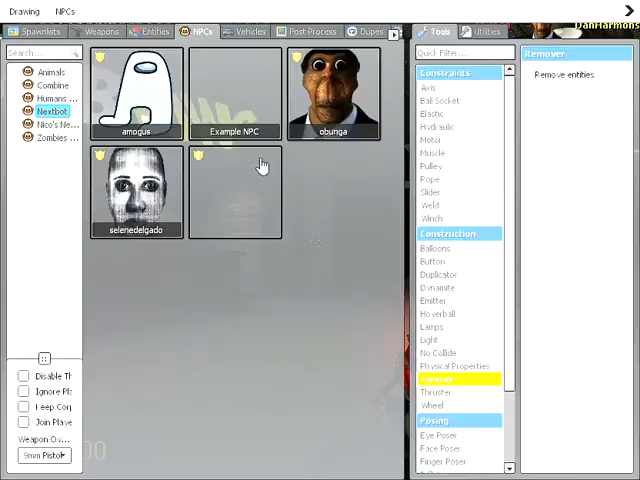 Drawing NPCs
DanHarmons
Spawnlists Weapons Entities NPCs Vehicles Post Process Dupes
Tools Utilities
Search...
Animals
Combine
Humans ...
Nextbot
Nico's Ne...
Zombies ...
amogus
Example NPC
obunga
selenedelgado
Disable Th
Ignore Pla
Keep Corp
Join Playe
Weapon Ov...
9mm Pistol
00
Quick Filter...
Constraints
Axis
Ball Socket
Elastic
Hydraulic
Motor
Muscle
Pulley
Rope
Slider
Weld
Winch
Construction
Balloons
Button
Duplicator
Dynamite
Emitter
Hoverball
Lamps
Light
No Collide
Physical Properties
Remover
Thruster
Wheel
Posing
Eye Poser
Face Poser
Finger Poser
Remover
Remove entities